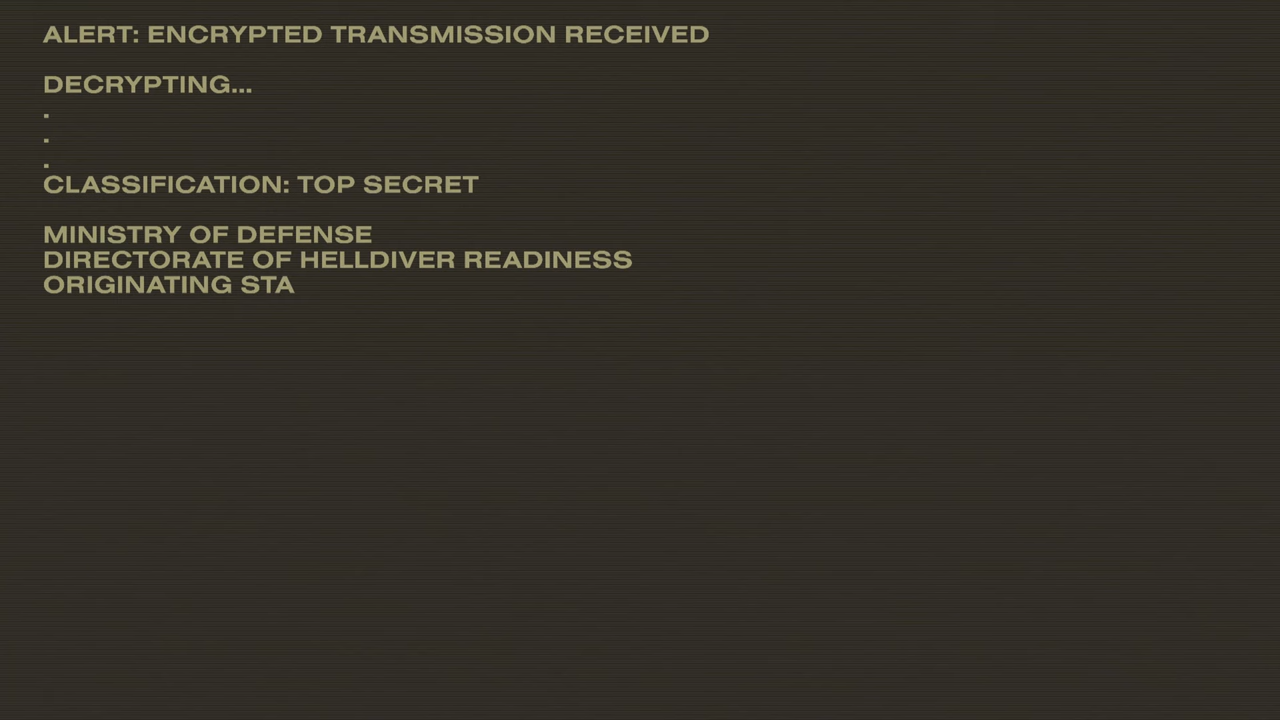 ALERT: ENCRYPTED TRANSMISSION RECEIVED
DECRYPTING...
.
.
.
CLASSIFICATION: TOP SECRET
MINISTRY OF DEFENSE
DIRECTORATE OF HELLDIVER READINESS
ORIGINATING STA